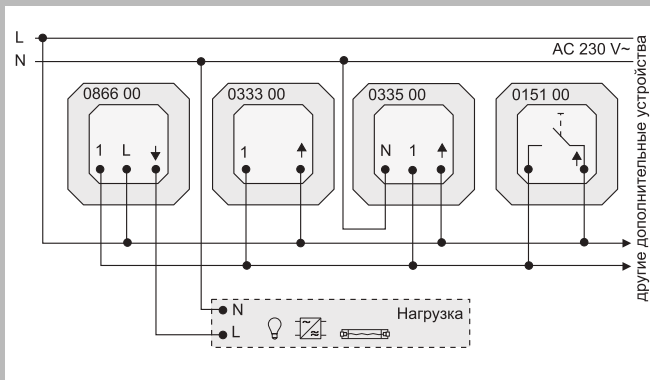 L
N
AC 230 V~
0866 00
0333 00
0335 00
0151 00
1 L
1
N 1
другие дополнительные устройства
N
L
Нагрузка